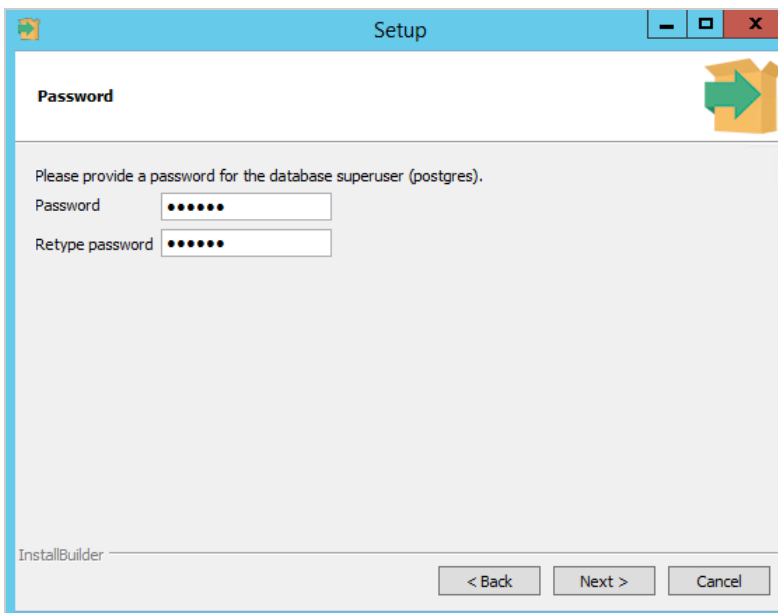 Setup
Password
Please provide a password for the database superuser (postgres).
Password ••••••
Retype password ••••••
InstallBuilder
< Back Next > Cancel